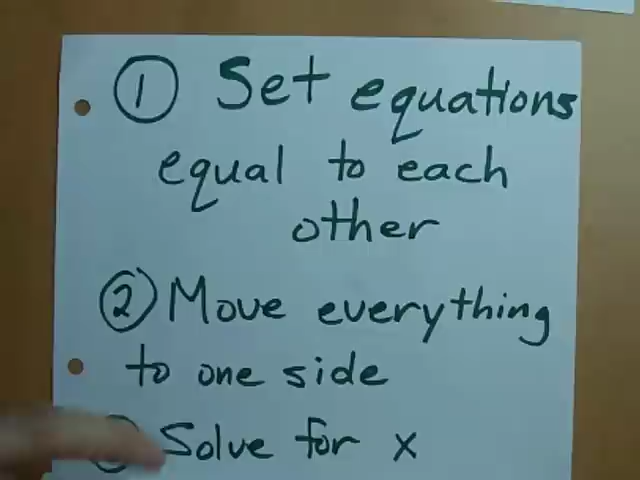 ① Set equations
equal to each
other
② Move everything
to one side
Solve for x